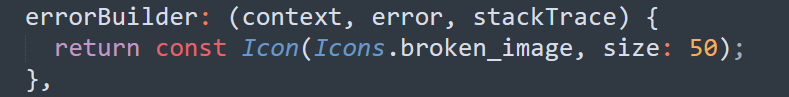 errorBuilder: (context, error, stackTrace) {
return const Icon(Icons.broken_image, size: 50);
},